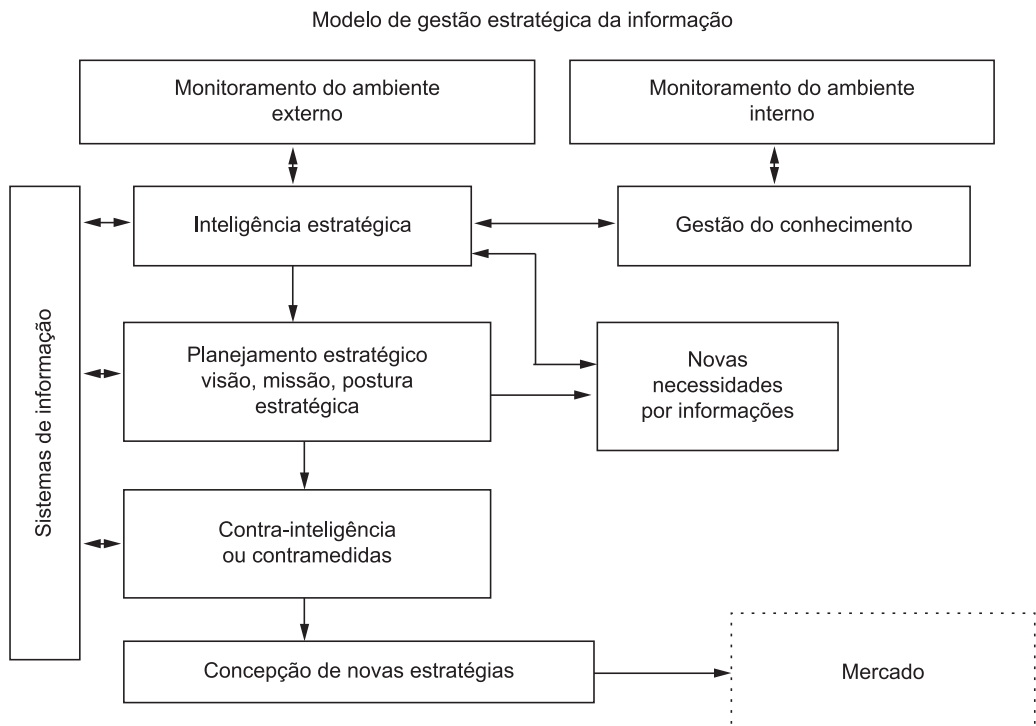 Modelo de gestão estratégica da informação
Monitoramento do ambiente
externo
Monitoramento do ambiente
interno
Sistemas de informação
Inteligência estratégica
Gestão do conhecimento
Planejamento estratégico
visão, missão, postura
estratégica
Novas
necessidades
por informações
Contra-inteligência
ou contramedidas
Concepção de novas estratégias
Mercado